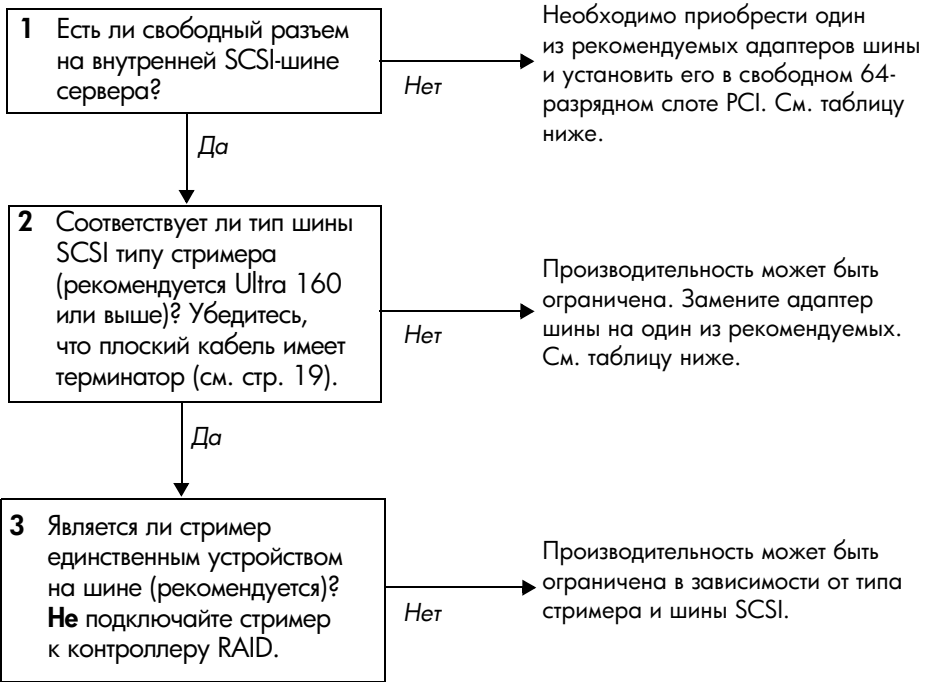 1 Есть ли свободный разъем
на внутренней SCSI-шине
сервера?
Нет
Необходимо приобрести один
из рекомендуемых адаптеров шины
и установить его в свободном 64-
разрядном слоте PCI. См. таблицу
ниже.
Да
2 Соответствует ли тип шины
SCSI типу стримера
(рекомендуется Ultra 160
или выше)? Убедитесь,
что плоский кабель имеет
терминатор (см. стр. 19).
Нет
Производительность может быть
ограничена. Замените адаптер
шины на один из рекомендуемых.
См. таблицу ниже.
Да
3 Является ли стример
единственным устройством
на шине (рекомендуется)?
Не подключайте стример
к контроллеру RAID.
Нет
Производительность может быть
ограничена в зависимости от типа
стримера и шины SCSI.